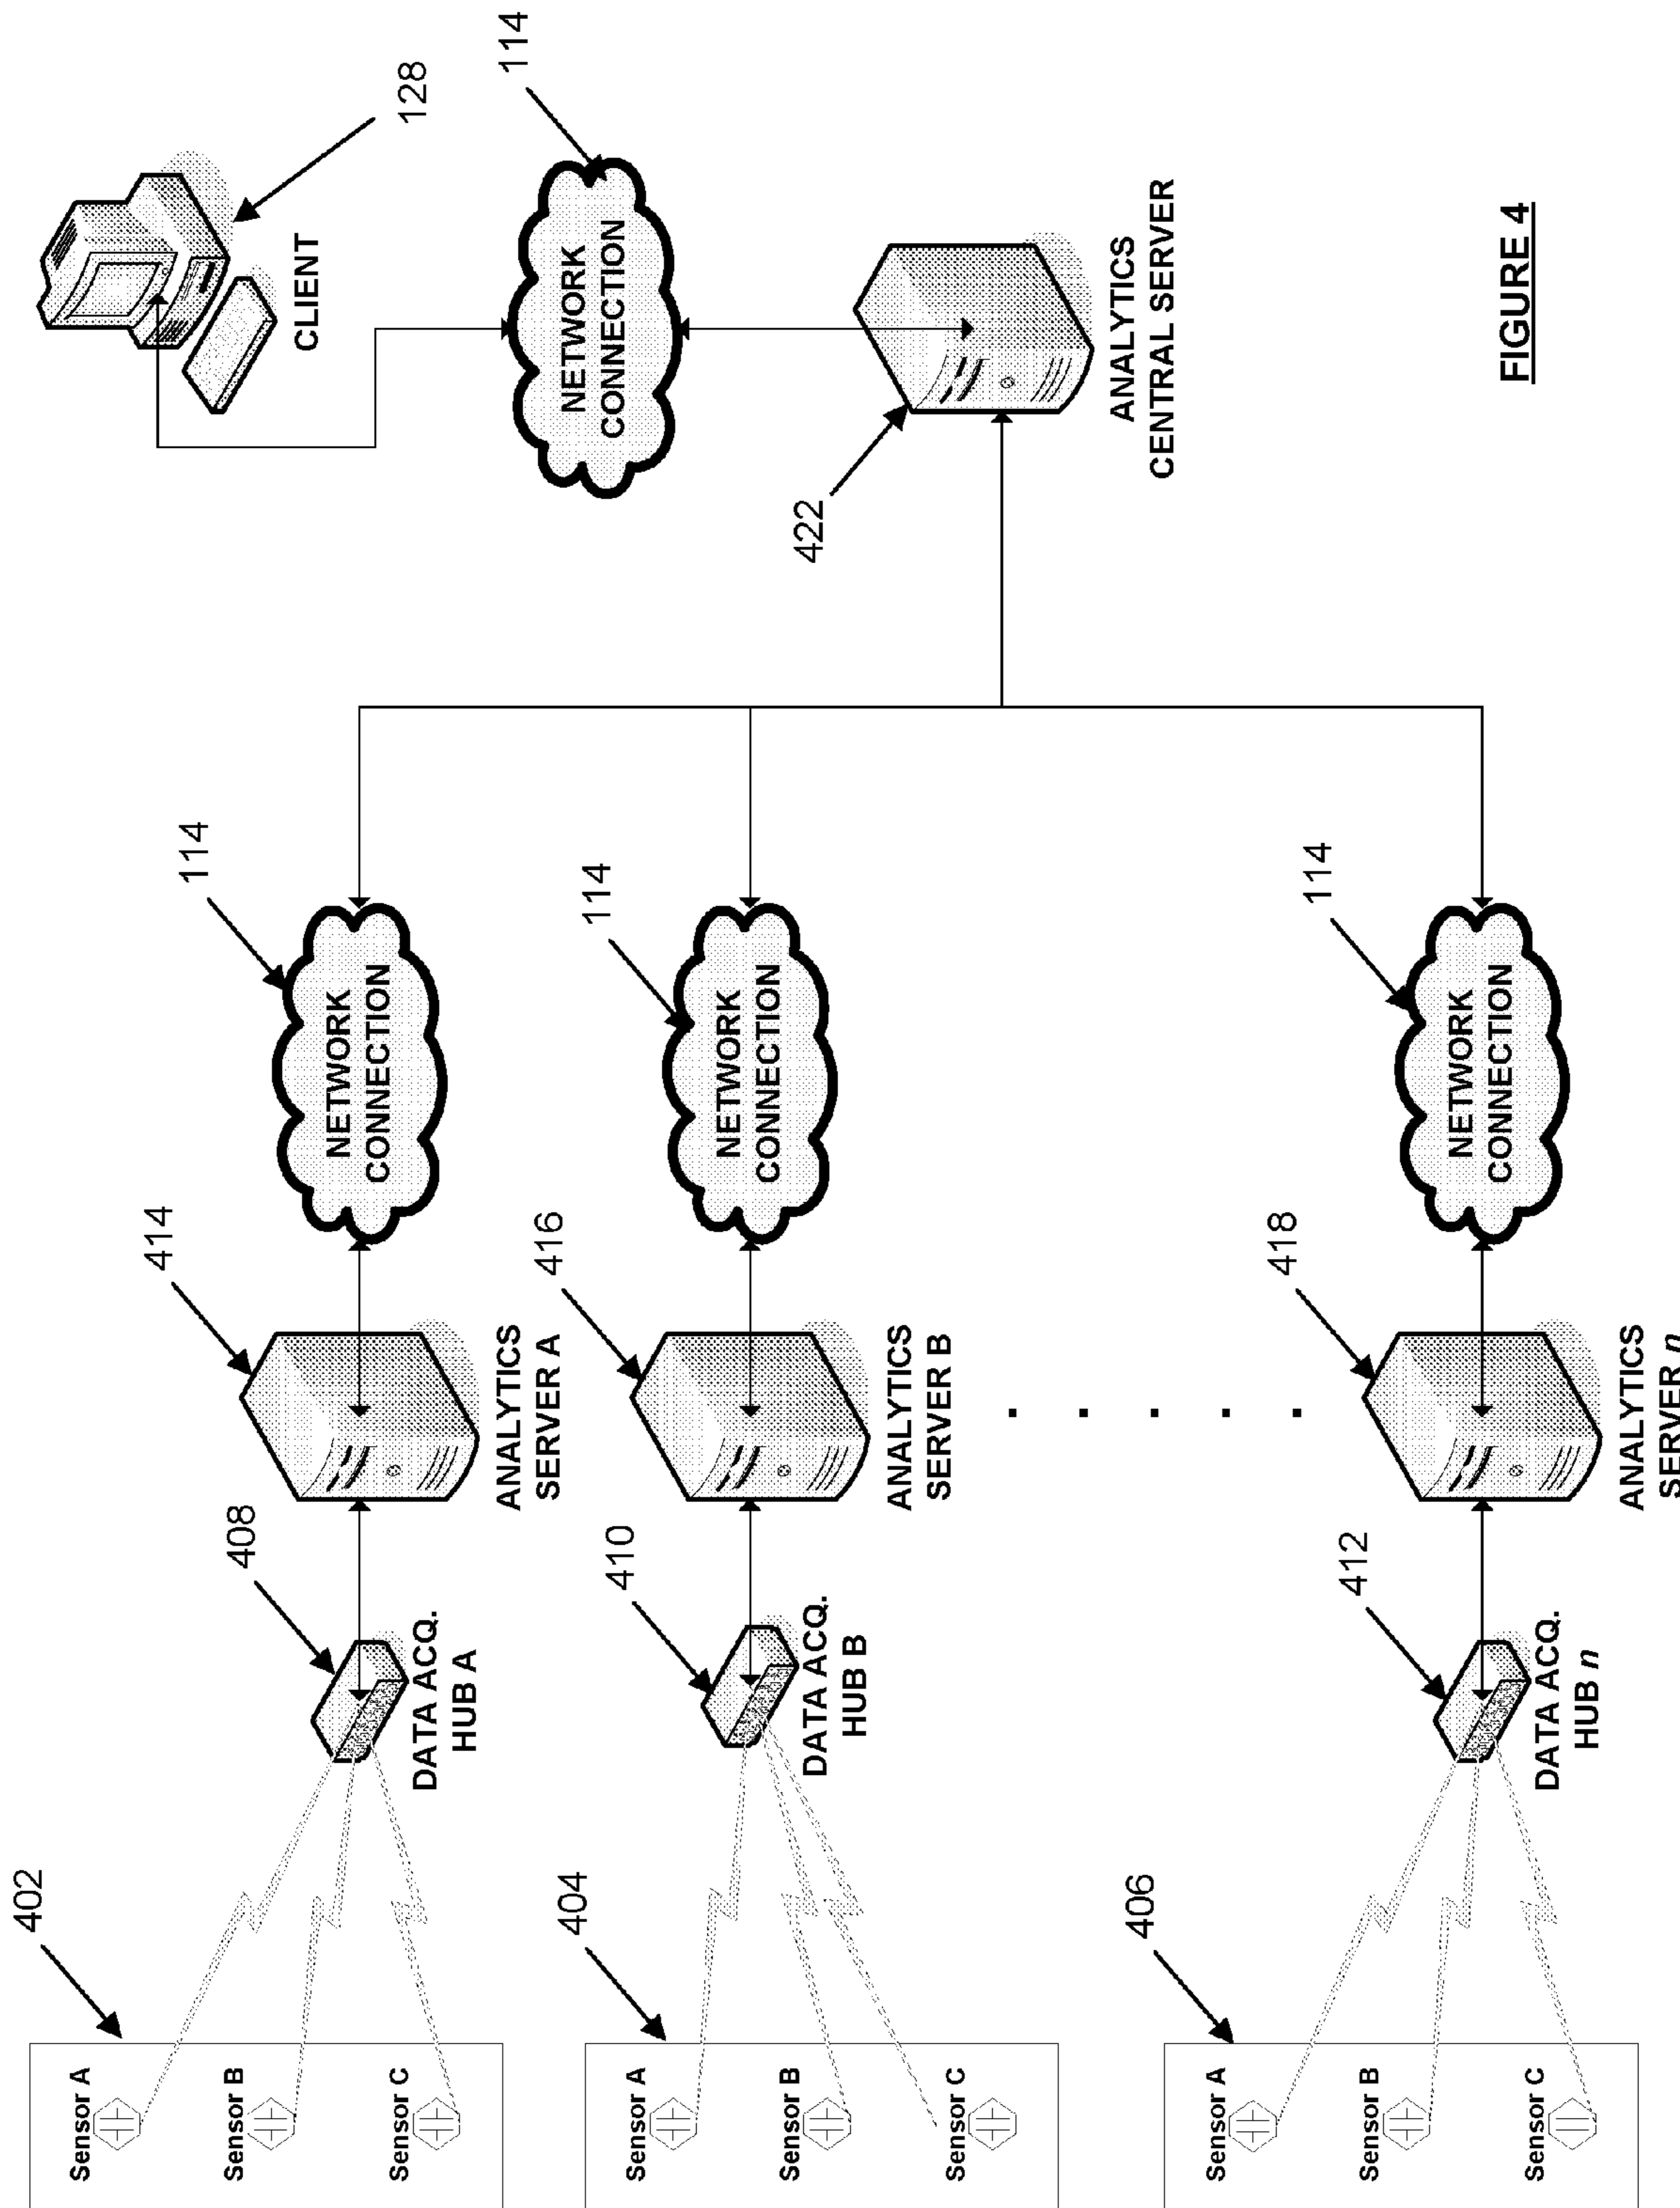 402
Sensor A
Sensor B
Sensor C
408
DATA ACQ.
HUB A
414
ANALYTICS
SERVER A
114
NETWORK
CONNECTION
404
Sensor A
Sensor B
Sensor C
410
DATA ACQ.
HUB B
416
ANALYTICS
SERVER B
114
NETWORK
CONNECTION
. . . . .
406
Sensor A
Sensor B
Sensor C
412
DATA ACQ.
HUB n
418
ANALYTICS
SERVER n
114
NETWORK
CONNECTION
128
CLIENT
114
NETWORK
CONNECTION
422
ANALYTICS
CENTRAL SERVER
FIGURE 4